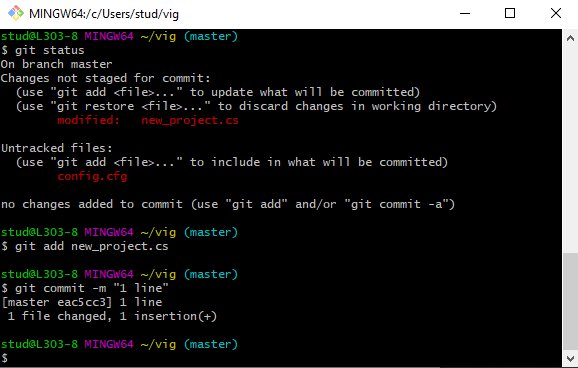 MINGW64:/c/Users/stud/vig
stud@L303-8 MINGW64 ~/vig (master)
$ git status
On branch master
Changes not staged for commit:
  (use "git add <file>..." to update what will be committed)
  (use "git restore <file>..." to discard changes in working directory)
        modified:   new_project.cs

Untracked files:
  (use "git add <file>..." to include in what will be committed)
        config.cfg

no changes added to commit (use "git add" and/or "git commit -a")

stud@L303-8 MINGW64 ~/vig (master)
$ git add new_project.cs

stud@L303-8 MINGW64 ~/vig (master)
$ git commit -m "1 line"
[master eac5cc3] 1 line
 1 file changed, 1 insertion(+)

stud@L303-8 MINGW64 ~/vig (master)
$